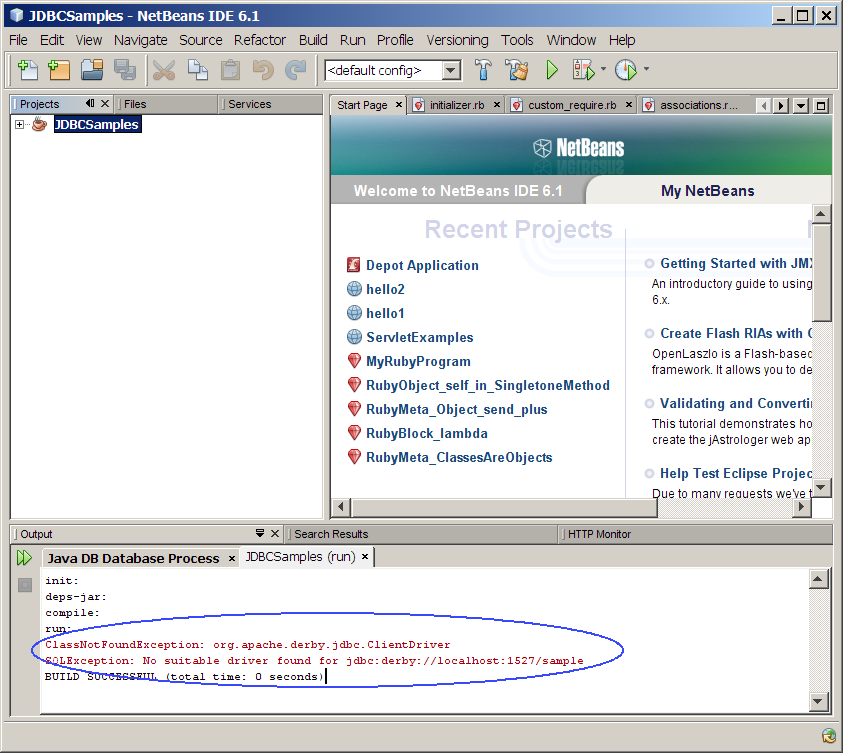 JDBCSamples - NetBeans IDE 6.1
File Edit View Navigate Source Refactor Build Run Profile Versioning Tools Window Help
<default config>
Projects Files Services
JDBCSamples
Start Page initializer.rb custom_require.rb associations.r...
NetBeans
Welcome to NetBeans IDE 6.1 My NetBeans
Recent Projects
Depot Application
hello2
hello1
ServletExamples
MyRubyProgram
RubyObject_self_in_SingletoneMethod
RubyMeta_Object_send_plus
RubyBlock_lambda
RubyMeta_ClassesAreObjects
Getting Started with JMX
An introductory guide to using
6.x.
Create Flash RIAs with
OpenLaszlo is a Flash-based
framework. It allows you to de
Validating and Converti
This tutorial demonstrates ho
create the jAstrologer web ap
Help Test Eclipse Projec
Due to many requests we've t
Output Search Results HTTP Monitor
Java DB Database Process JDBCSamples (run)
init:
deps-jar:
compile:
run:
ClassNotFoundException: org.apache.derby.jdbc.ClientDriver
SQLException: No suitable driver found for jdbc:derby://localhost:1527/sample
BUILD SUCCESSFUL (total time: 0 seconds)